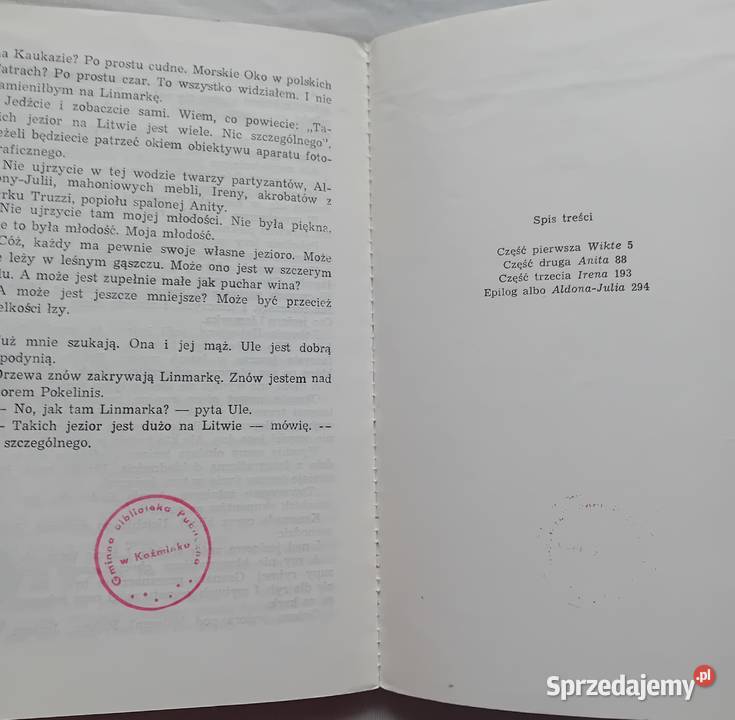 a Kaukazie? Po prostu cudne. Morskie Oko w polskich
Tatrach? Po prostu czar. To wszystko widziałem. I nie
amieniłbym na Linmarkę.
Jedźcie i zobaczcie sami. Wiem, co powiecie: „Ta-
ich jezior na Litwie jest wiele. Nic szczególnego".
eżeli będziecie patrzeć okiem obiektywu aparatu foto-
raficznego.
Nie ujrzycie w tej wodzie twarzy partyzantów, Al-
ony-Julii, mahoniowych mebli, Ireny, akrobatów z
rku Truzzi, popiołu spalonej Anity.
Nie ujrzycie tam mojej młodości. Nie była piękna,
e to była młodość. Moja młodość.
Cóż, każdy ma pewnie swoje własne jezioro. Może
leży w leśnym gąszczu. Może ono jest w szczerym
lu. A może jest zupełnie małe jak puchar wina?
A może jest jeszcze mniejsze? Może być przecież
elkości łzy.
uż mnie szukają. Ona i jej mąż. Ule jest dobrą
podynią.
Drzewa znów zakrywają Linmarkę. Znów jestem nad
orem Pokelinis.
— No, jak tam Linmarka? — pyta Ule.
— Takich jezior jest dużo na Litwie — mówię. —
szczególnego.
Gminna Biblioteka Publiczna
w Koźminku
Spis treści
Część pierwsza Wikte 5
Część druga Anita 88
Część trzecia Irena 193
Epilog albo Aldona-Julia 294
Sprzedajemy.pl